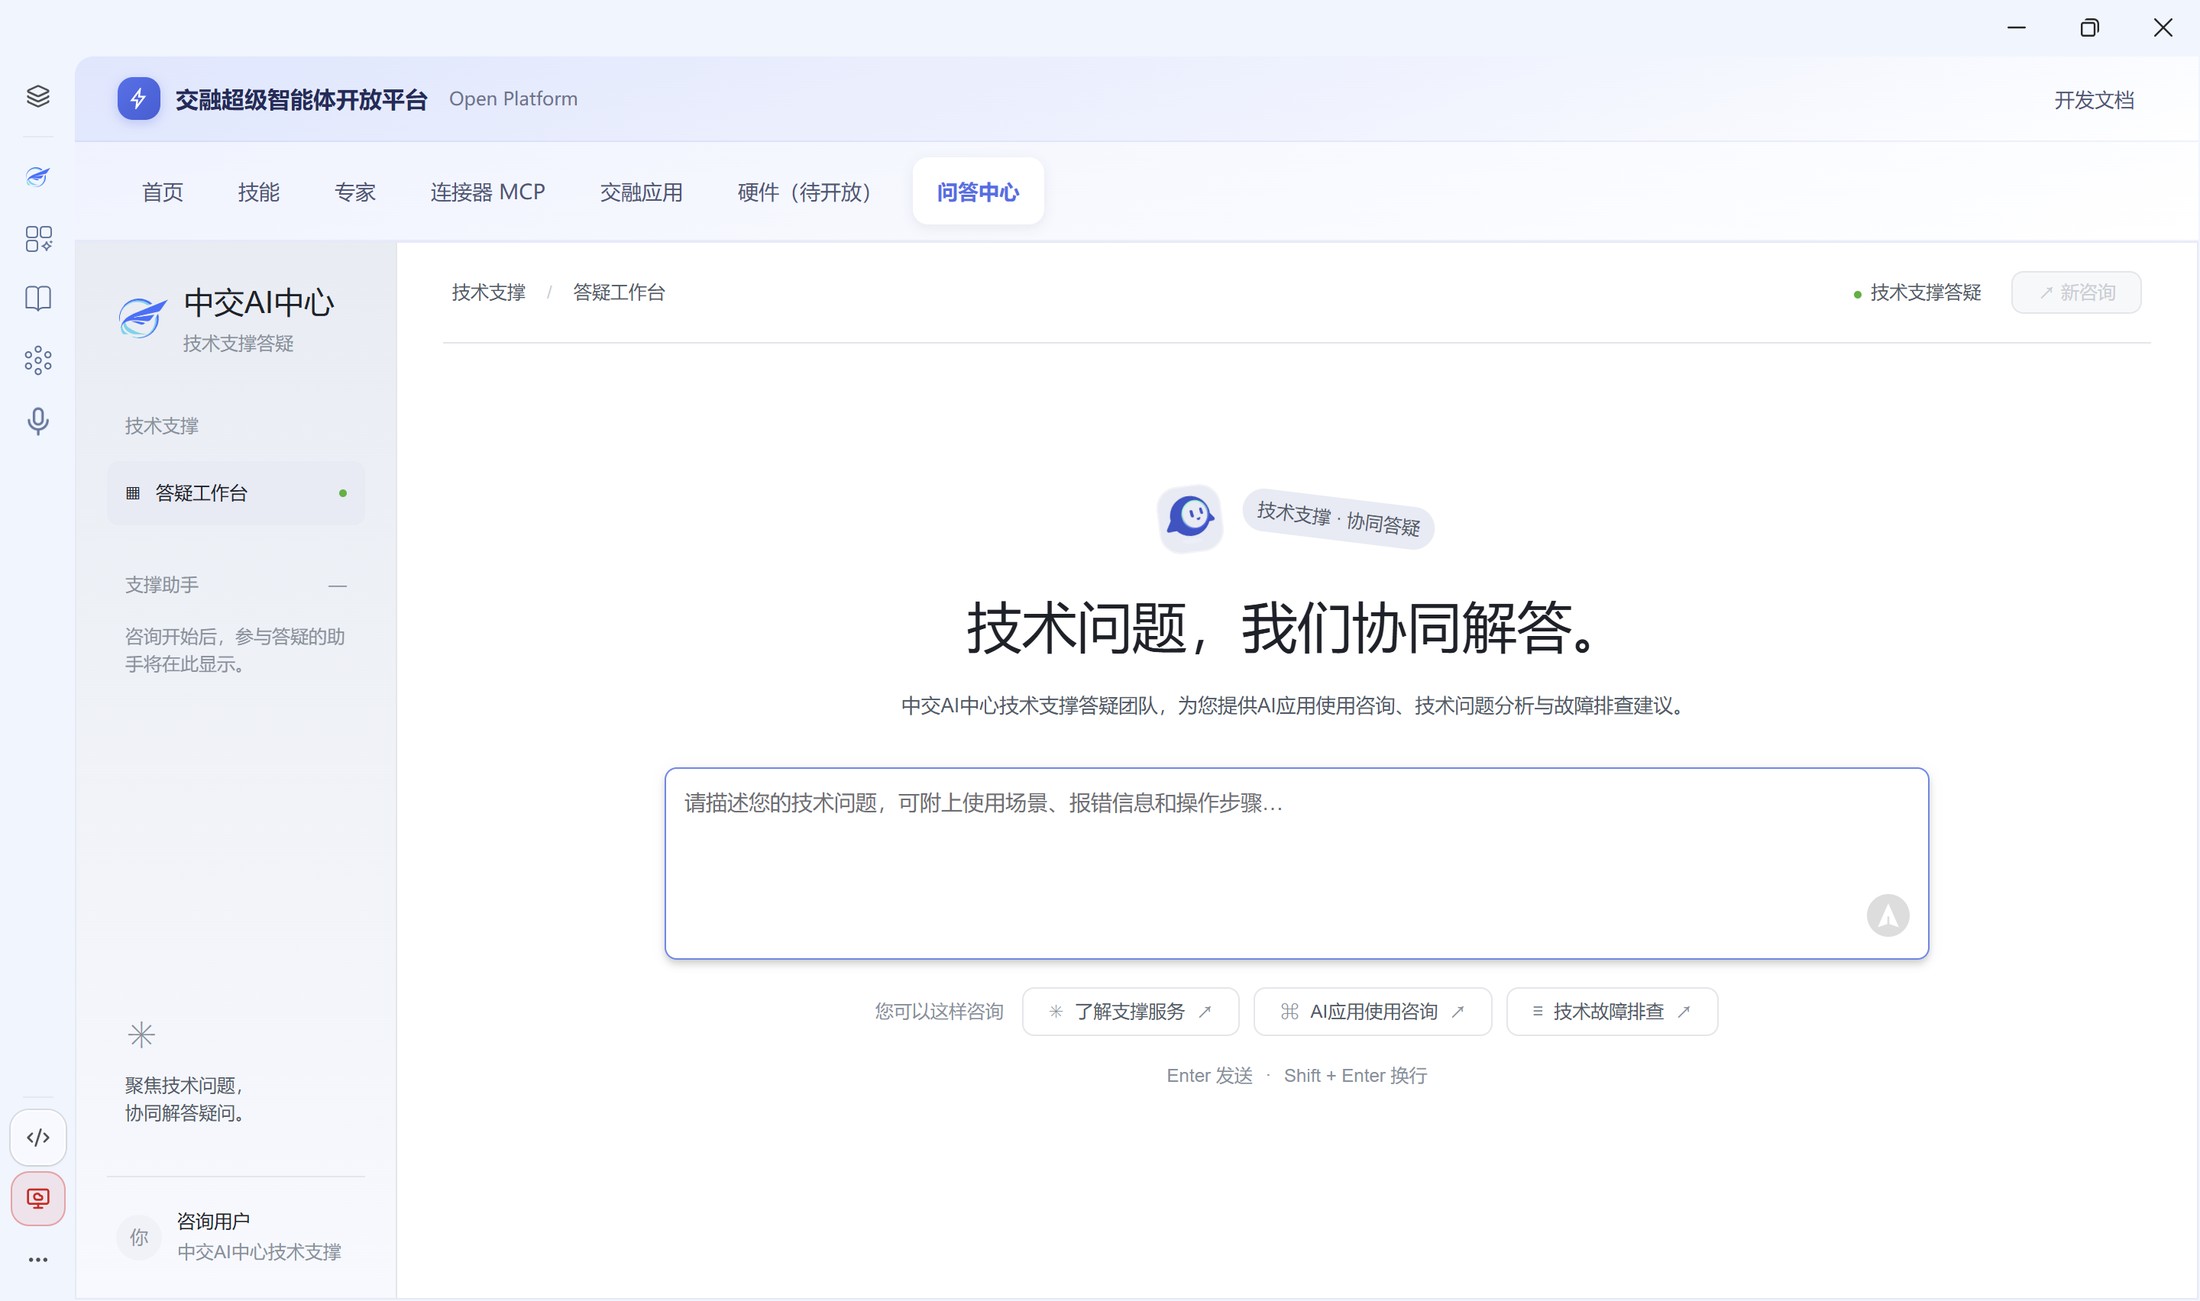 交融超级智能体开放平台 Open Platform
开发文档
首页 技能 专家 连接器 MCP 交融应用 硬件（待开放） 问答中心
中交AI中心
技术支撑答疑
技术支撑
答疑工作台
支撑助手
咨询开始后，参与答疑的助
手将在此显示。
聚焦技术问题，
协同解答疑问。
你
咨询用户
中交AI中心技术支撑
技术支撑 / 答疑工作台
技术支撑答疑
↗ 新咨询
技术支撑 · 协同答疑
技术问题，我们协同解答。
中交AI中心技术支撑答疑团队，为您提供AI应用使用咨询、技术问题分析与故障排查建议。
请描述您的技术问题，可附上使用场景、报错信息和操作步骤…
您可以这样咨询 ✳ 了解支撑服务 ↗ ⌘ AI应用使用咨询 ↗ ☰ 技术故障排查 ↗
Enter 发送 · Shift + Enter 换行